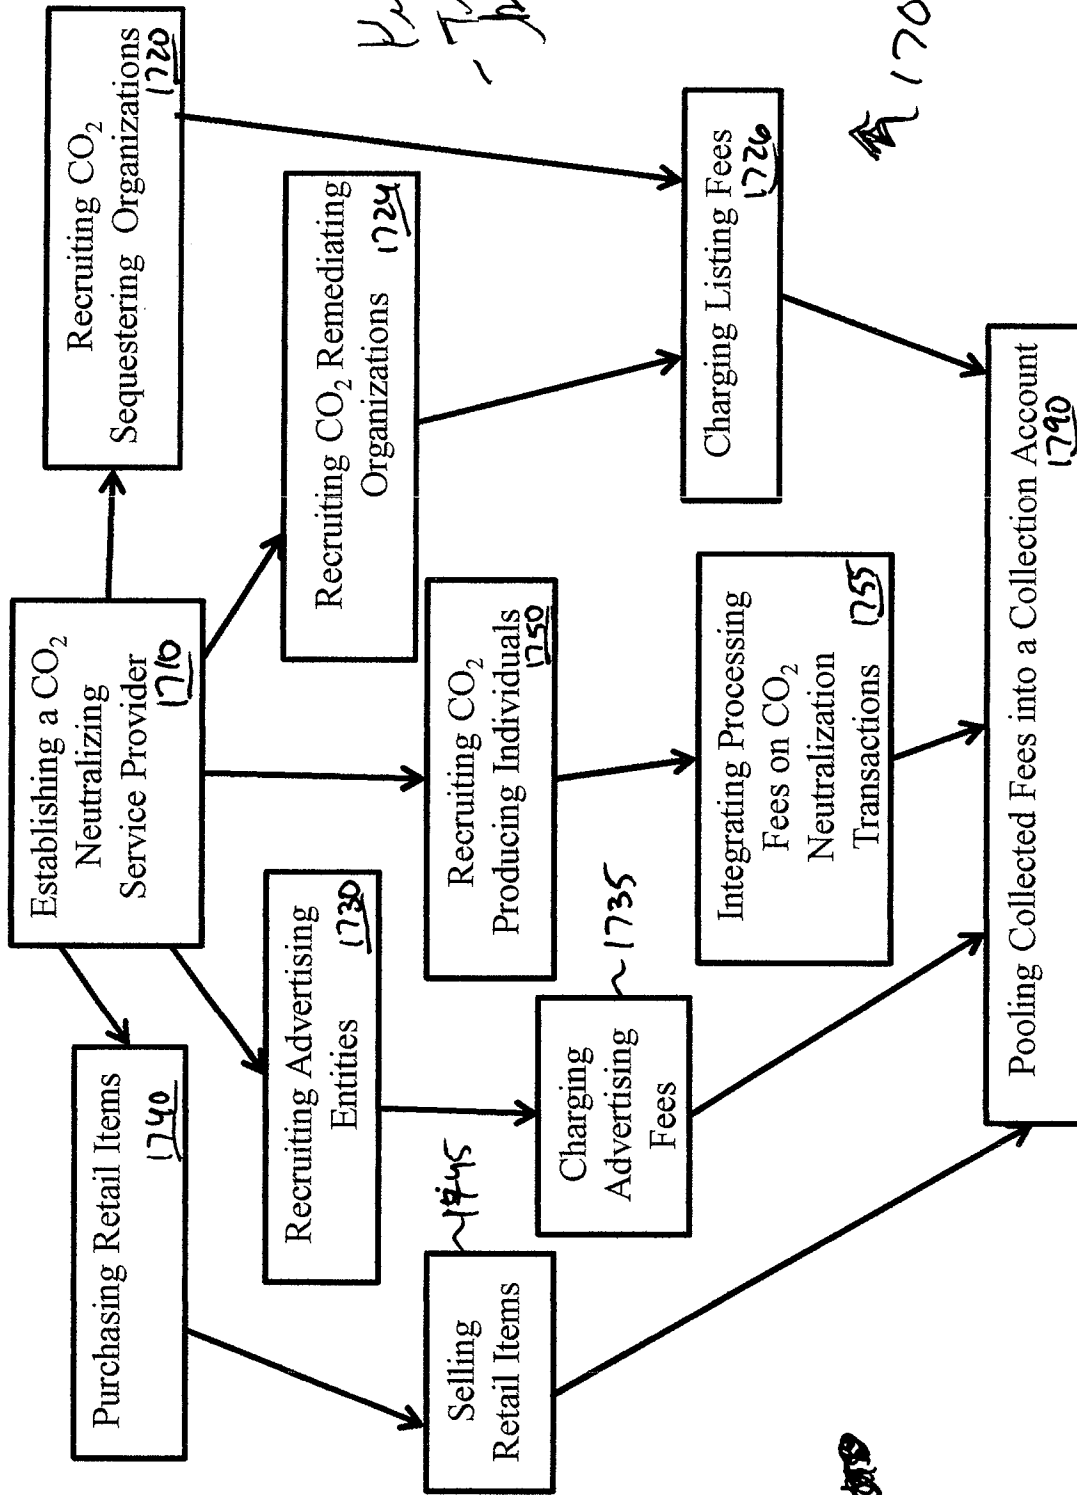 Establishing a CO₂
Neutralizing
Service Provider
1710
Purchasing Retail Items
1740
Recruiting Advertising
Entities
1730
Recruiting CO₂
Producing Individuals
1750
Recruiting CO₂ Remediating
Organizations
1724
Recruiting CO₂
Sequestering Organizations
1720
Selling
Retail Items
~1745
Charging
Advertising
Fees
~1735
Integrating Processing
Fees on CO₂
Neutralization
Transactions
1755
Charging Listing Fees
1726
Pooling Collected Fees into a Collection Account
1790
170